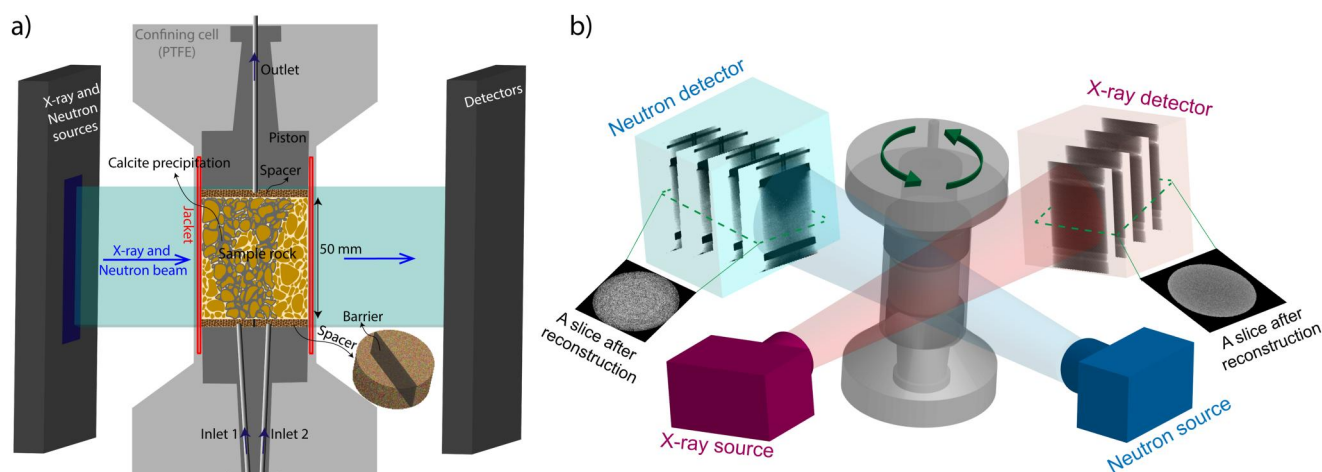 a)
Confining cell
(PTFE)
Outlet
X-ray and
Neutron
sources
Detectors
Piston
Calcite precipitation
Spacer
Jacket
X-ray and
Neutron beam
Sample rock
50 mm
Barrier
Spacer
Inlet 1
Inlet 2
b)
Neutron detector
X-ray detector
A slice after
reconstruction
A slice after
reconstruction
X-ray source
Neutron source